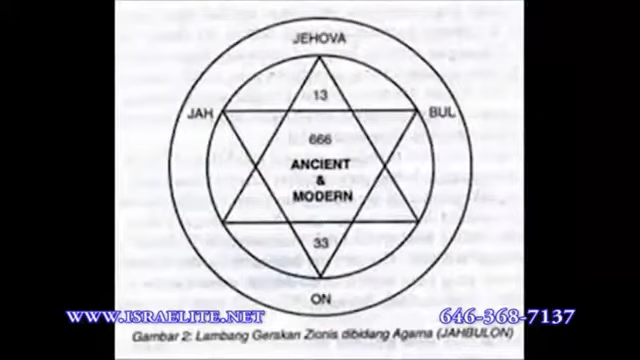 JEHOVA
13
JAH
BUL
666
ANCIENT
&
MODERN
33
ON
WWW.ISRAELITE.NET 646-368-7137
Gambar 2: Lambang Gerakan Zionis dibidang Agama (JAHBULON)